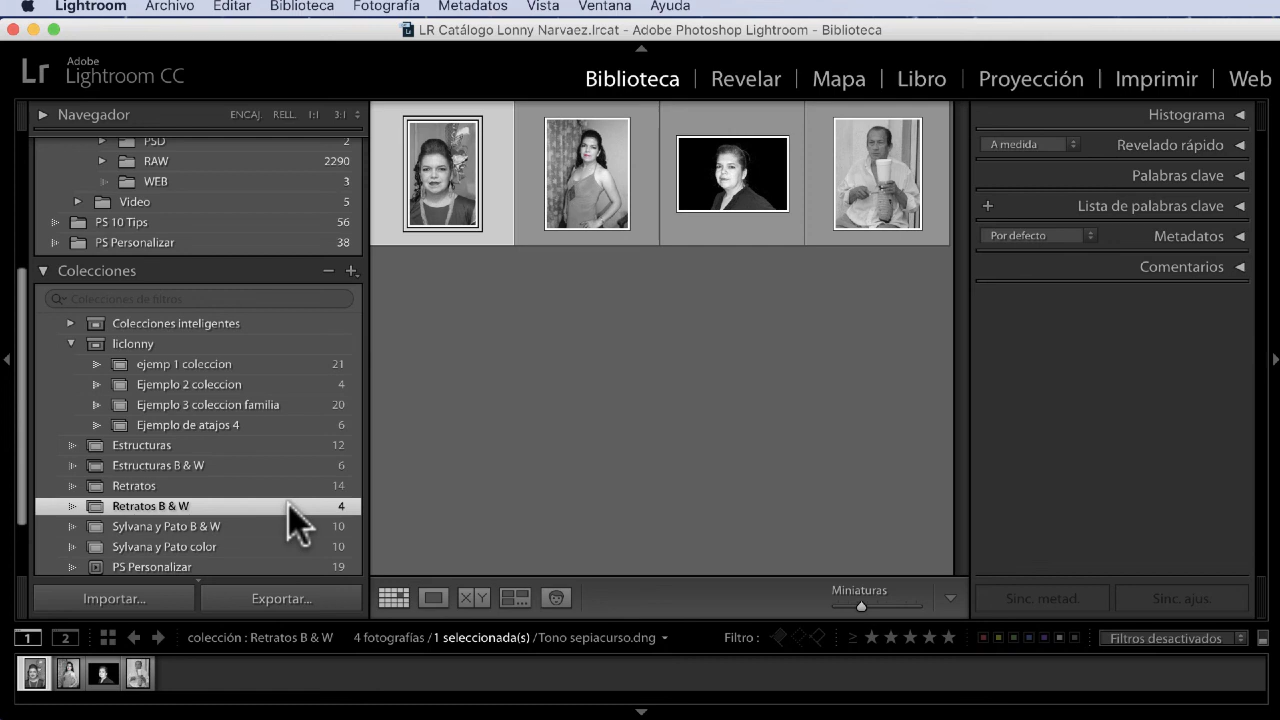 Lightroom Archivo Editar Biblioteca Fotografía Metadatos Vista Ventana Ayuda
LR Catálogo Lonny Narvaez.lrcat - Adobe Photoshop Lightroom - Biblioteca
Lr Adobe
Lightroom CC
Biblioteca | Revelar | Mapa | Libro | Proyección | Imprimir | Web
Navegador ENCAJ. RELL. 1:1 3:1
PSD 2
RAW 2290
WEB 3
Video 5
PS 10 Tips 56
PS Personalizar 38
Colecciones
Colecciones de filtros
Colecciones inteligentes
liclonny
ejemp 1 coleccion 21
Ejemplo 2 coleccion 4
Ejemplo 3 coleccion familia 20
Ejemplo de atajos 4 6
Estructuras 12
Estructuras B & W 6
Retratos 14
Retratos B & W 4
Sylvana y Pato B & W 10
Sylvana y Pato color 10
PS Personalizar 19
Importar... Exportar...
XY
Miniaturas
Histograma
A medida Revelado rápido
Palabras clave
Lista de palabras clave
Por defecto Metadatos
Comentarios
Sinc. metad. Sinc. ajus.
1 2 colección : Retratos B & W 4 fotografías / 1 seleccionada(s) / Tono sepiacurso.dng Filtro : ≥ ★★★★★ Filtros desactivados